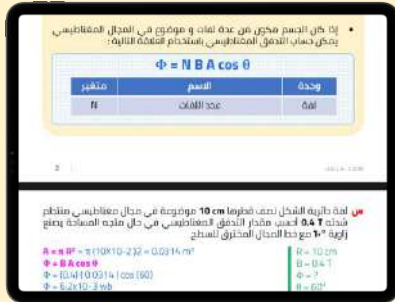 • إذا كان الجسم مكون من عدة لفات و موضوع في المجال المغناطيسي
يمكن حساب التدفق المغناطيسي باستخدام العلاقة التالية :
Φ = N B A cos θ
متغير الاسم وحدة
N عدد اللفات لفة
2
س لفة دائرية الشكل نصف قطرها 10 cm موضوعة في مجال مغناطيسي منتظم
شدته 0.4 T أحسب مقدار التدفق المغناطيسي في حال متجه المساحة يصنع
زاوية 60° مع خط المجال المخترق للسطح
A = π R² = π (10X10-2 )2 = 0.0314 m²
R = 10 cm
Φ = B A cos θ
B = 0.4 T
Φ = (0.4) ( 0.0314 ) cos (60)
Φ = ?
Φ = 6.2x10-3 wb
θ = 60°